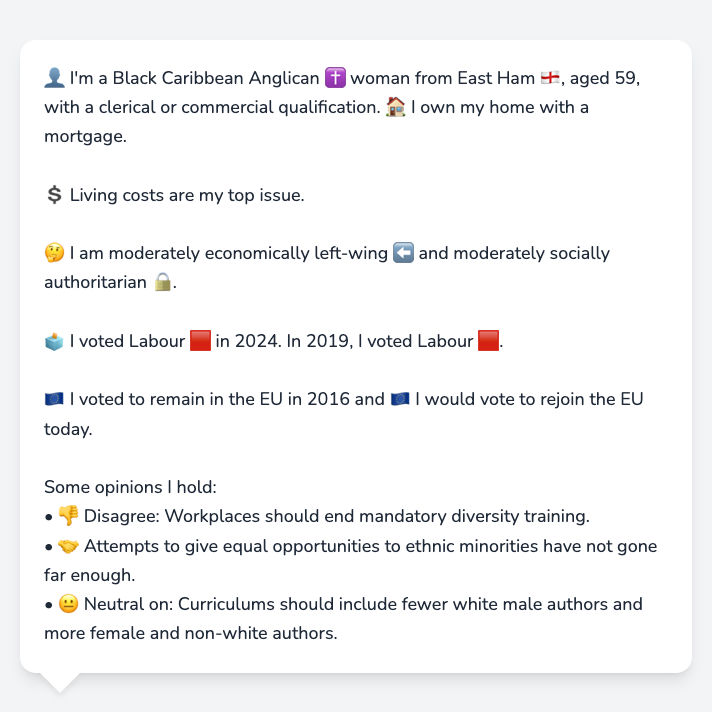 👤 I'm a Black Caribbean Anglican ✝️ woman from East Ham 🏴󠁧󠁢󠁥󠁮󠁧󠁿, aged 59,
with a clerical or commercial qualification. 🏠 I own my home with a
mortgage.
💲 Living costs are my top issue.
🤔 I am moderately economically left-wing ⬅️ and moderately socially
authoritarian 🔒.
🗳️ I voted Labour 🟥 in 2024. In 2019, I voted Labour 🟥.
🇪🇺 I voted to remain in the EU in 2016 and 🇪🇺 I would vote to rejoin the EU
today.
Some opinions I hold:
• 👎 Disagree: Workplaces should end mandatory diversity training.
• 🤝 Attempts to give equal opportunities to ethnic minorities have not gone
far enough.
• 😐 Neutral on: Curriculums should include fewer white male authors and
more female and non-white authors.